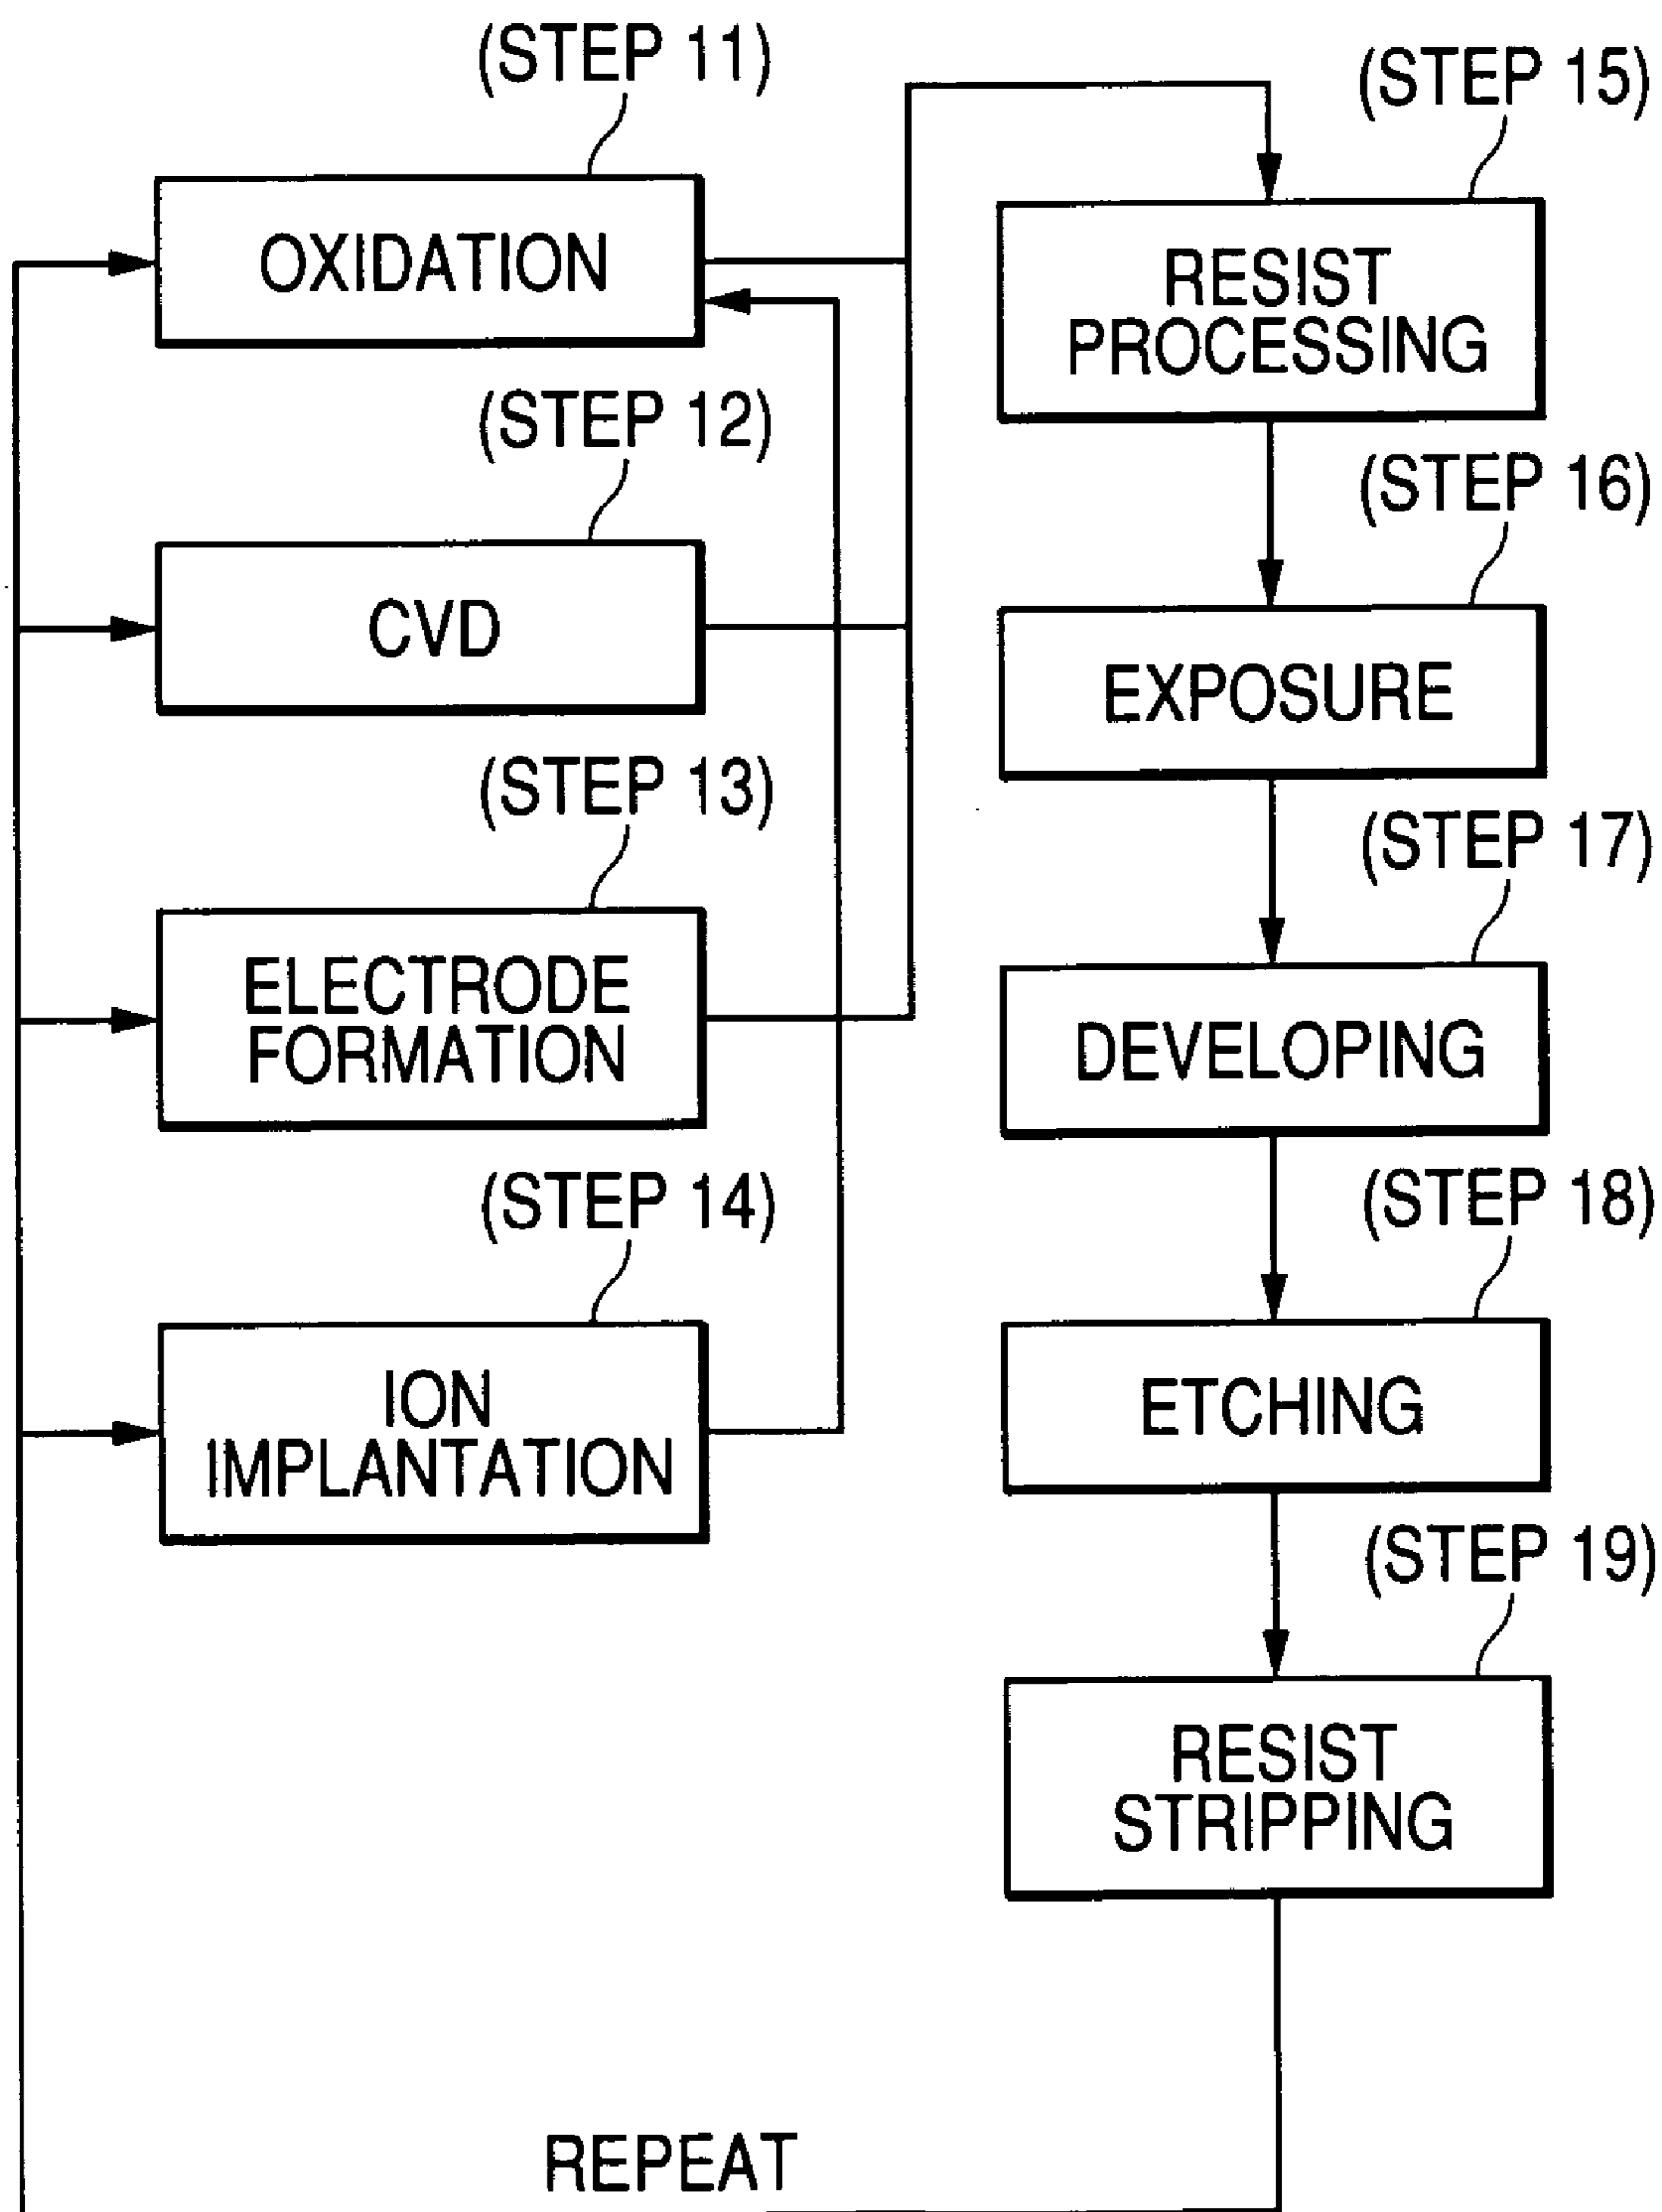 (STEP 11)
OXIDATION
(STEP 12)
CVD
(STEP 13)
ELECTRODE
FORMATION
(STEP 14)
ION
IMPLANTATION
(STEP 15)
RESIST
PROCESSING
(STEP 16)
EXPOSURE
(STEP 17)
DEVELOPING
(STEP 18)
ETCHING
(STEP 19)
RESIST
STRIPPING
REPEAT